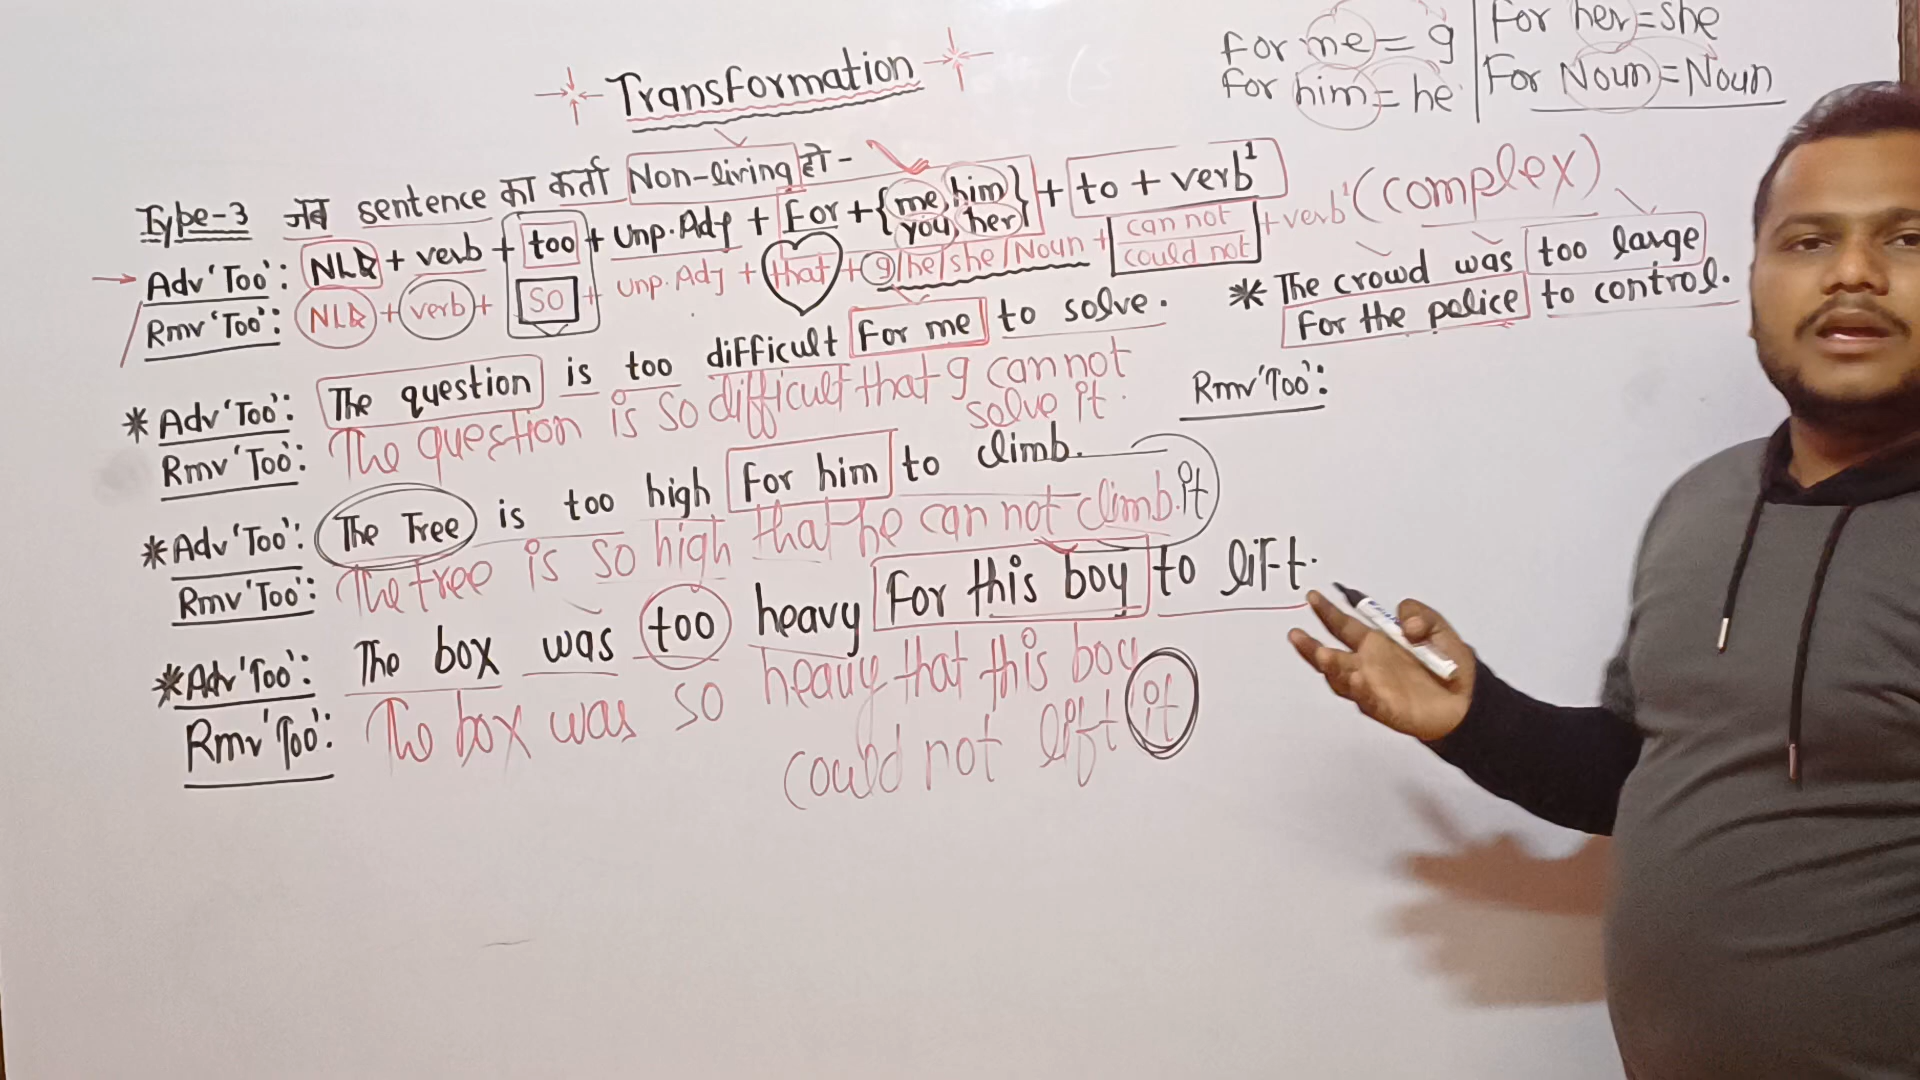 Transformation
For me = I
For him = he
For her = she
For Noun = Noun
Type-3 जब sentence का कर्ता Non-living हो-
Adv 'Too': NLS + verb + too + Unp. Adj + For + {me, him you, her} + to + verb¹
Rmv 'Too': NLS + verb + so + unp. Adj + that + I/he/she/Noun + can not could not + verb¹ (complex)
* Adv 'Too': The question is too difficult for me to solve.
Rmv 'Too': The question is so difficult that I can not solve it.
* Adv 'Too': The Tree is too high for him to climb.
Rmv 'Too': The tree is so high that he can not climb it
* Adv 'Too': The box was too heavy for this boy to lift.
Rmv 'Too': The box was so heavy that this boy could not lift it
* The crowd was too large
for the police to control.
Rmv 'Too':